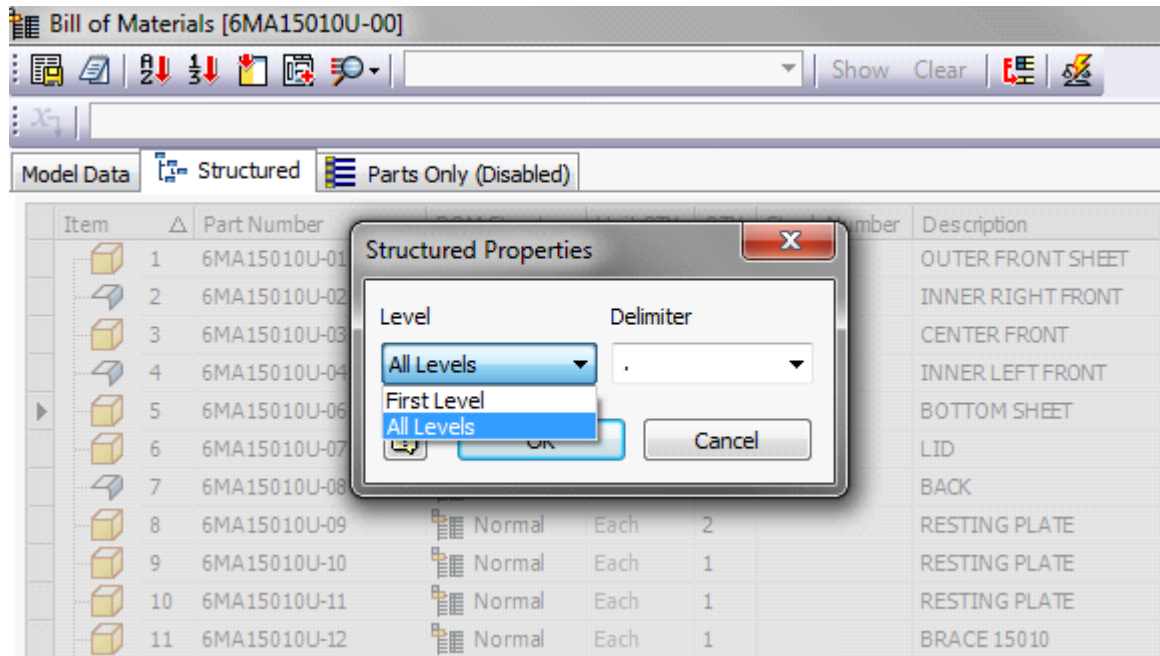 Bill of Materials [6MA15010U-00]
Show Clear
Model Data Structured Parts Only (Disabled)
Item Part Number Number Description
1 6MA15010U-01 OUTER FRONT SHEET
2 6MA15010U-02 INNER RIGHT FRONT
3 6MA15010U-03 CENTER FRONT
4 6MA15010U-04 INNER LEFT FRONT
5 6MA15010U-06 BOTTOM SHEET
6 6MA15010U-07 LID
7 6MA15010U-08 BACK
8 6MA15010U-09 Normal Each 2 RESTING PLATE
9 6MA15010U-10 Normal Each 1 RESTING PLATE
10 6MA15010U-11 Normal Each 1 RESTING PLATE
11 6MA15010U-12 Normal Each 1 BRACE 15010
Structured Properties
Level Delimiter
All Levels .
First Level
All Levels
OK Cancel